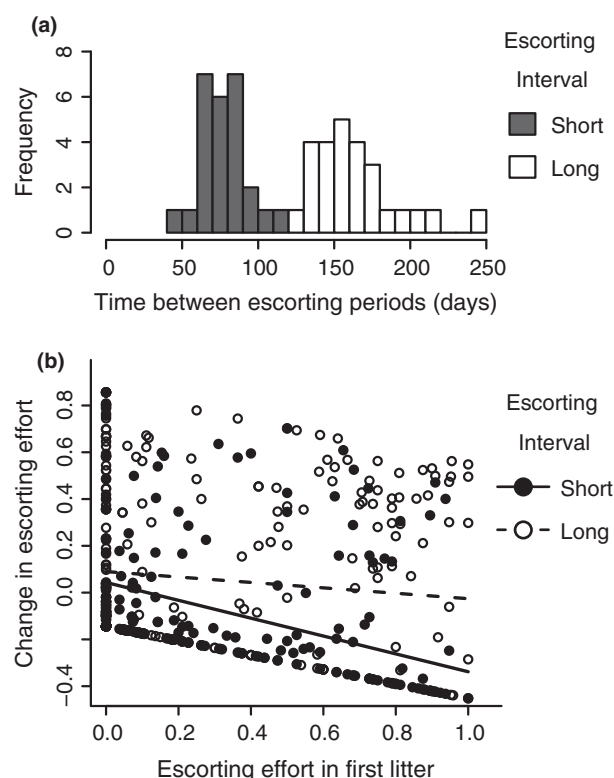 (a)
Frequency
8
6
4
2
0
0 50 100 150 200 250
Time between escorting periods (days)
Escorting
Interval
Short
Long
(b)
Change in escorting effort
0.8
0.6
0.4
0.2
0.0
−0.4
0.0 0.2 0.4 0.6 0.8 1.0
Escorting effort in first litter
Escorting
Interval
Short
Long